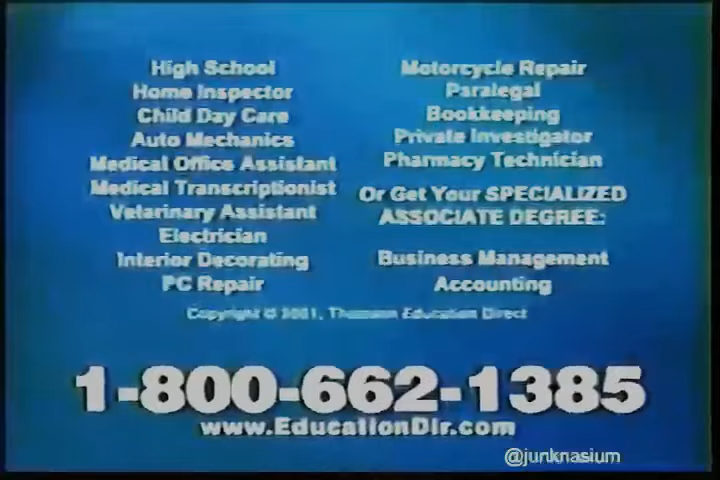 High School
Home Inspector
Child Day Care
Auto Mechanics
Medical Office Assistant
Medical Transcriptionist
Veterinary Assistant
Electrician
Interior Decorating
PC Repair
Motorcycle Repair
Paralegal
Bookkeeping
Private Investigator
Pharmacy Technician
Or Get Your SPECIALIZED
ASSOCIATE DEGREE:
Business Management
Accounting
Copyright © 2001, Thomson Education Direct
1-800-662-1385
www.EducationDir.com
@junknasium